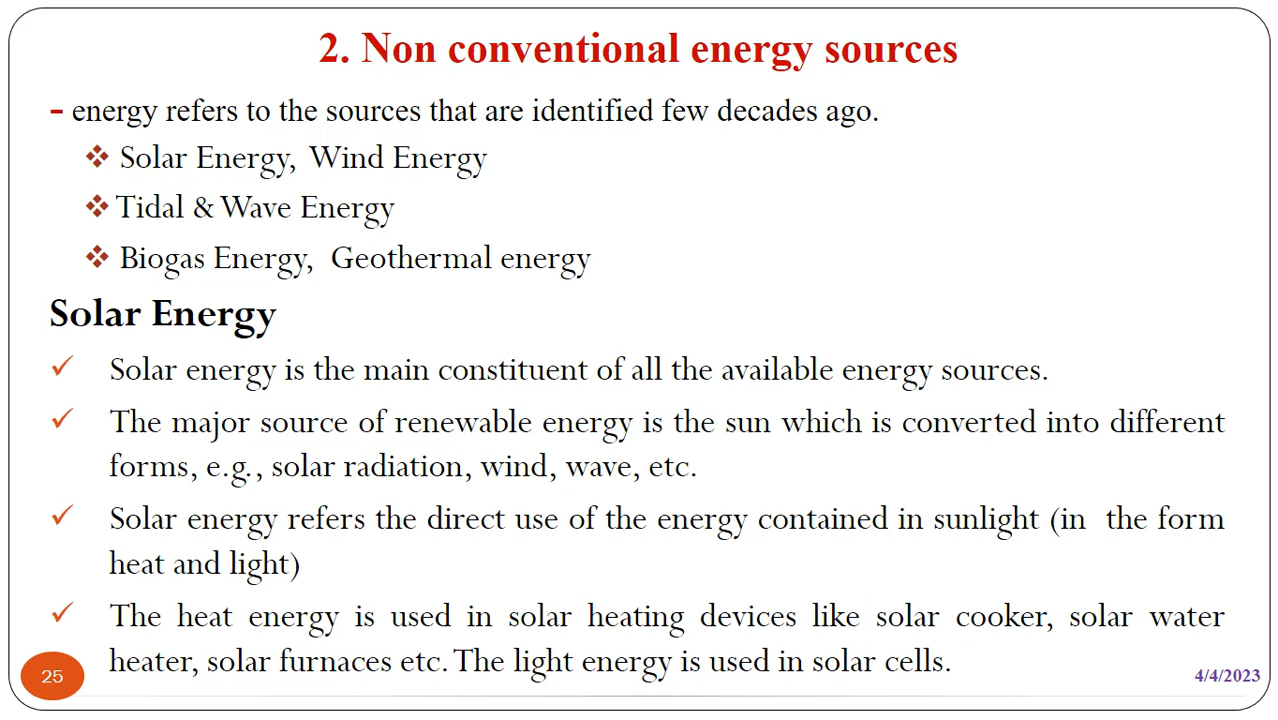 2. Non conventional energy sources
- energy refers to the sources that are identified few decades ago.
❖ Solar Energy, Wind Energy
❖ Tidal & Wave Energy
❖ Biogas Energy, Geothermal energy
Solar Energy
✓ Solar energy is the main constituent of all the available energy sources.
✓ The major source of renewable energy is the sun which is converted into different
forms, e.g., solar radiation, wind, wave, etc.
✓ Solar energy refers the direct use of the energy contained in sunlight (in the form
heat and light)
✓ The heat energy is used in solar heating devices like solar cooker, solar water
heater, solar furnaces etc. The light energy is used in solar cells.
25
4/4/2023